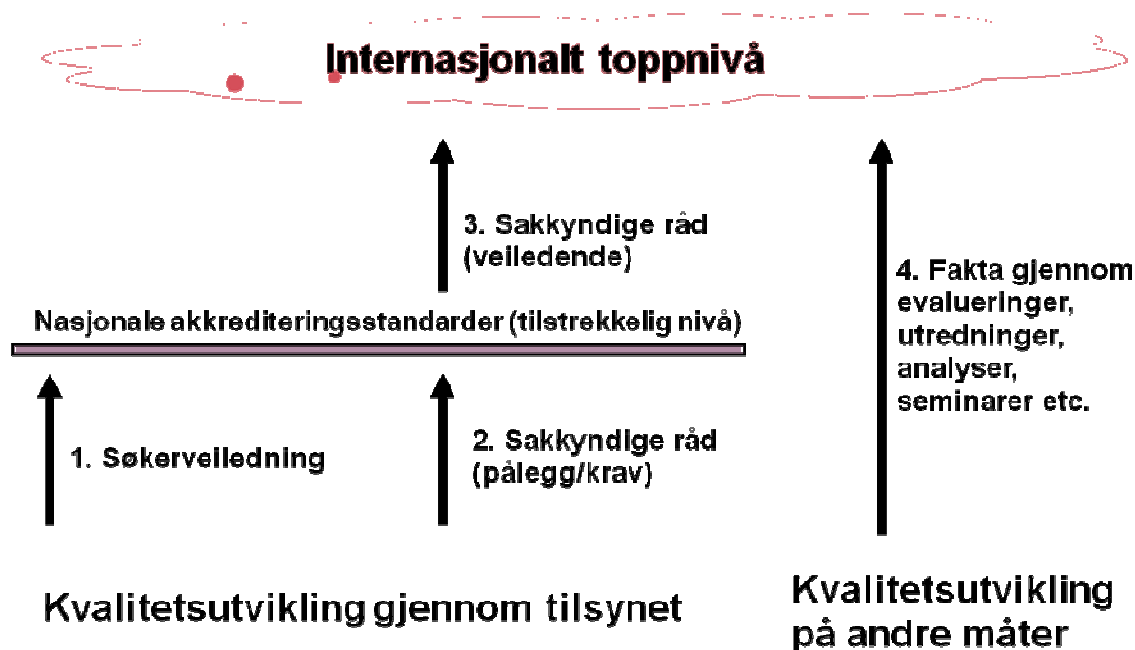 Internasjonalt toppnivå
3. Sakkyndige råd
(veiledende)
4. Fakta gjennom
evalueringer,
utredninger,
analyser,
seminarer etc.
Nasjonale akkrediteringsstandarder (tilstrekkelig nivå)
1. Søkerveiledning
2. Sakkyndige råd
(pålegg/krav)
Kvalitetsutvikling gjennom tilsynet
Kvalitetsutvikling
på andre måter